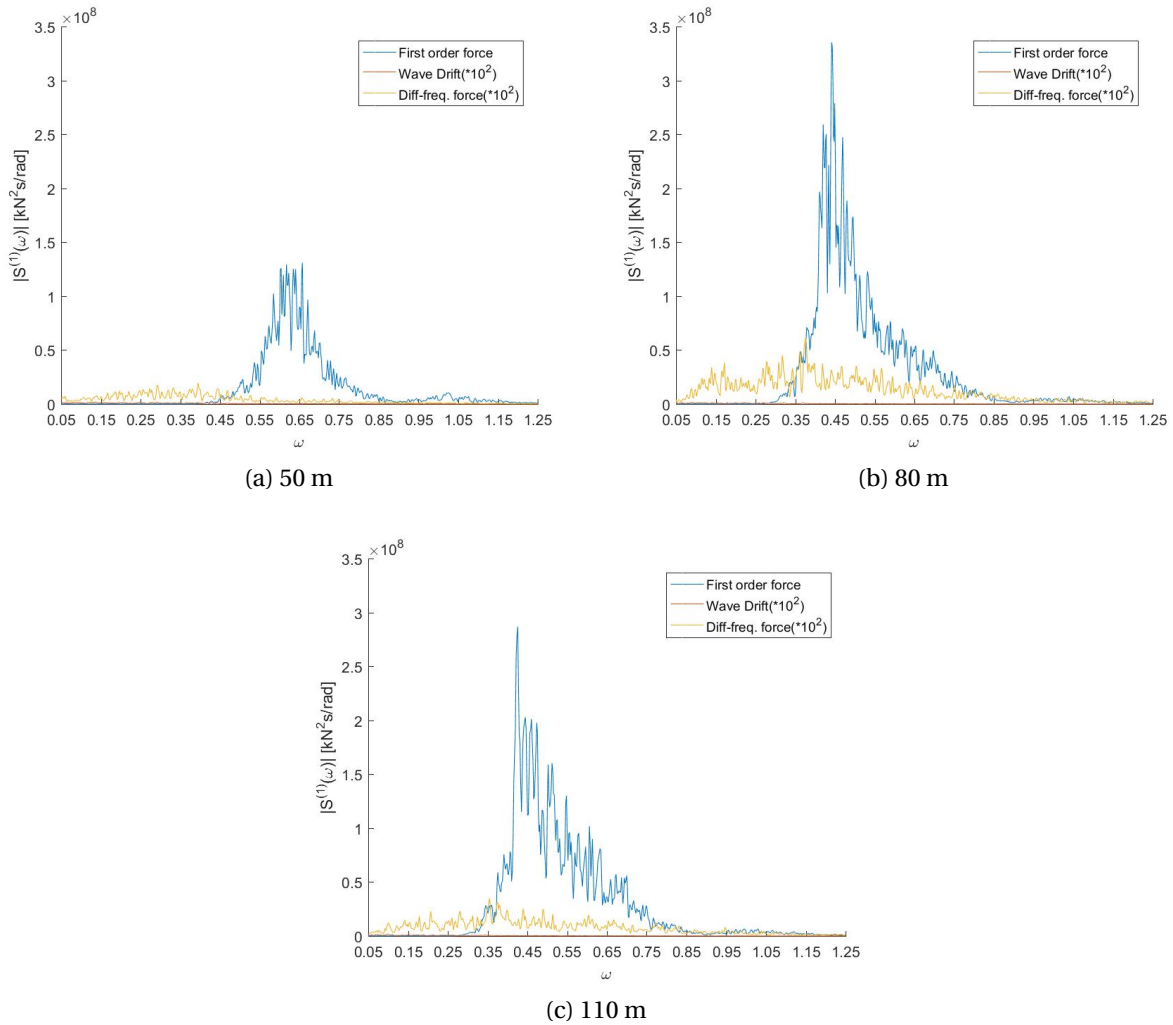 ×10^8
3.5
3
2.5
2
1.5
1
0.5
0
|S^(1)(ω)| [kN^2s/rad]
First order force
Wave Drift(*10^2)
Diff-freq. force(*10^2)
0.05 0.15 0.25 0.35 0.45 0.55 0.65 0.75 0.85 0.95 1.05 1.15 1.25
ω
(a) 50 m
×10^8
3.5
3
2.5
2
1.5
1
0.5
0
|S^(1)(ω)| [kN^2s/rad]
First order force
Wave Drift(*10^2)
Diff-freq. force(*10^2)
0.05 0.15 0.25 0.35 0.45 0.55 0.65 0.75 0.85 0.95 1.05 1.15 1.25
ω
(b) 80 m
×10^8
3.5
3
2.5
2
1.5
1
0.5
0
|S^(1)(ω)| [kN^2s/rad]
First order force
Wave Drift(*10^2)
Diff-freq. force(*10^2)
0.05 0.15 0.25 0.35 0.45 0.55 0.65 0.75 0.85 0.95 1.05 1.15 1.25
ω
(c) 110 m